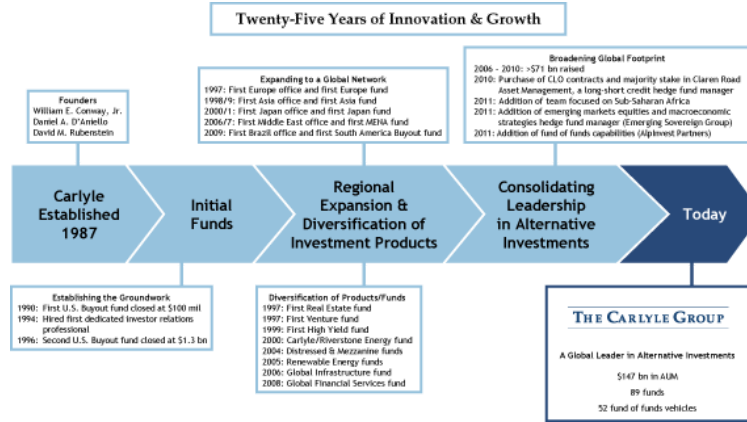 Twenty-Five Years of Innovation & Growth
Founders
William E. Conway, Jr.
Daniel A. D'Aniello
David M. Rubenstein
Expanding to a Global Network
1997: First Europe office and first Europe fund
1998/9: First Asia office and first Asia fund
2000/1: First Japan office and first Japan fund
2006/7: First Middle East office and first MENA fund
2009: First Brazil office and first South America Buyout fund
Broadening Global Footprint
2006 - 2010: >$71 bn raised
2010: Purchase of CLO contracts and majority stake in Claren Road
Asset Management, a long-short credit hedge fund manager
2011: Addition of team focused on Sub-Saharan Africa
2011: Addition of emerging markets equities and macroeconomic
strategies hedge fund manager (Emerging Sovereign Group)
2011: Addition of fund of funds capabilities (AlpInvest Partners)
Carlyle
Established
1987
Initial
Funds
Regional
Expansion &
Diversification of
Investment Products
Consolidating
Leadership
in Alternative
Investments
Today
Establishing the Groundwork
1990: First U.S. Buyout fund closed at $100 mil
1994: Hired first dedicated investor relations
professional
1996: Second U.S. Buyout fund closed at $1.3 bn
Diversification of Products/Funds
1997: First Real Estate fund
1997: First Venture fund
1999: First High Yield fund
2000: Carlyle/Riverstone Energy fund
2004: Distressed & Mezzanine funds
2005: Renewable Energy funds
2006: Global Infrastructure fund
2008: Global Financial Services fund
THE CARLYLE GROUP
A Global Leader in Alternative Investments
$147 bn in AUM
89 funds
52 fund of funds vehicles